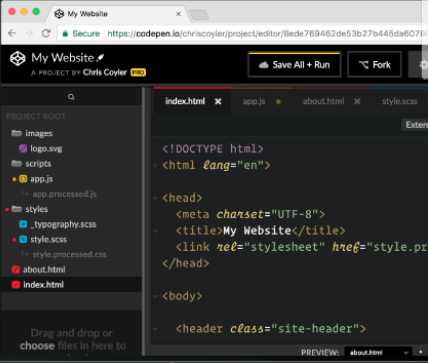 My Website
Secure https://codepen.io/chriscoyier/project/editor/8ede769462de53b27b445da6078
My Website
A PROJECT BY Chris Coyier PRO
Save All + Run
Fork
index.html
app.js
about.html
style.scss
PROJECT ROOT
Extern
images
logo.svg
scripts
app.js
app.processed.js
styles
_typography.scss
style.scss
style.processed.css
about.html
index.html
<!DOCTYPE html>
<html lang="en">
<head>
<meta charset="UTF-8">
<title>My Website</title>
<link rel="stylesheet" href="style.pr
</head>
<body>
<header class="site-header">
Drag and drop or
choose files in here to
PREVIEW: about.html